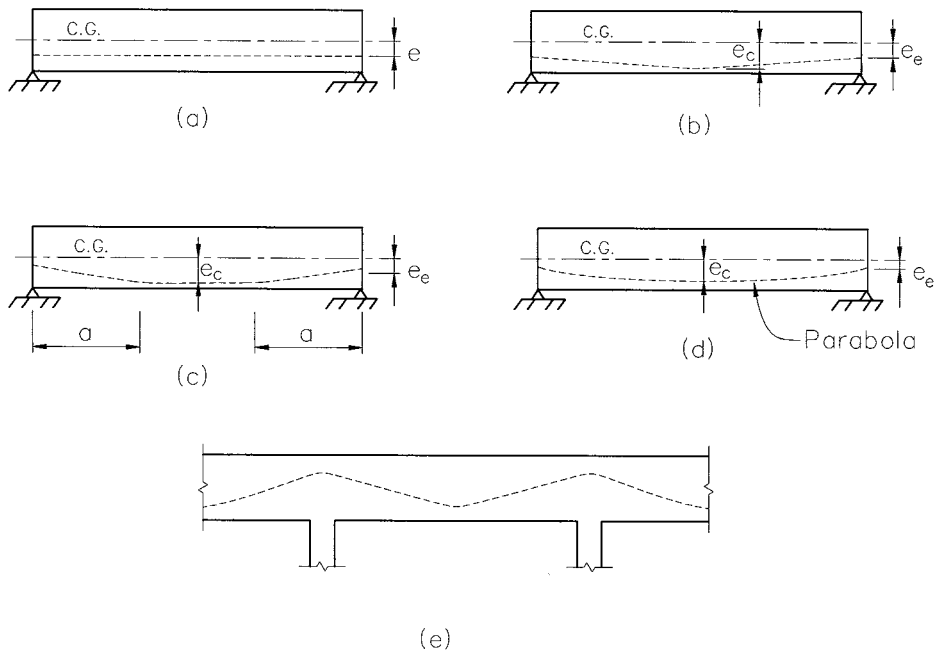 C.G.
e
(a)
C.G.
e_c
e_e
(b)
C.G.
e_c
e_e
a
a
(c)
C.G.
e_c
e_e
Parabola
(d)
(e)